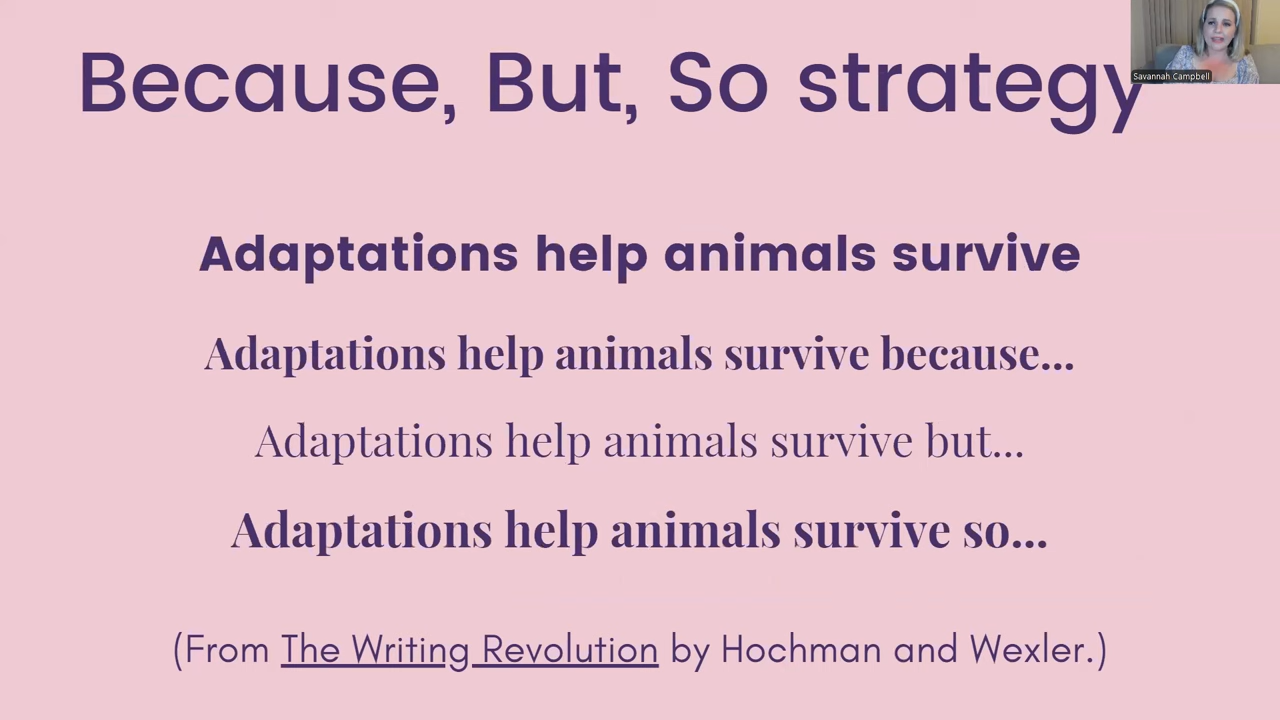 Because, But, So strategy
Savannah Campbell
Adaptations help animals survive
Adaptations help animals survive because...
Adaptations help animals survive but...
Adaptations help animals survive so...
(From The Writing Revolution by Hochman and Wexler.)